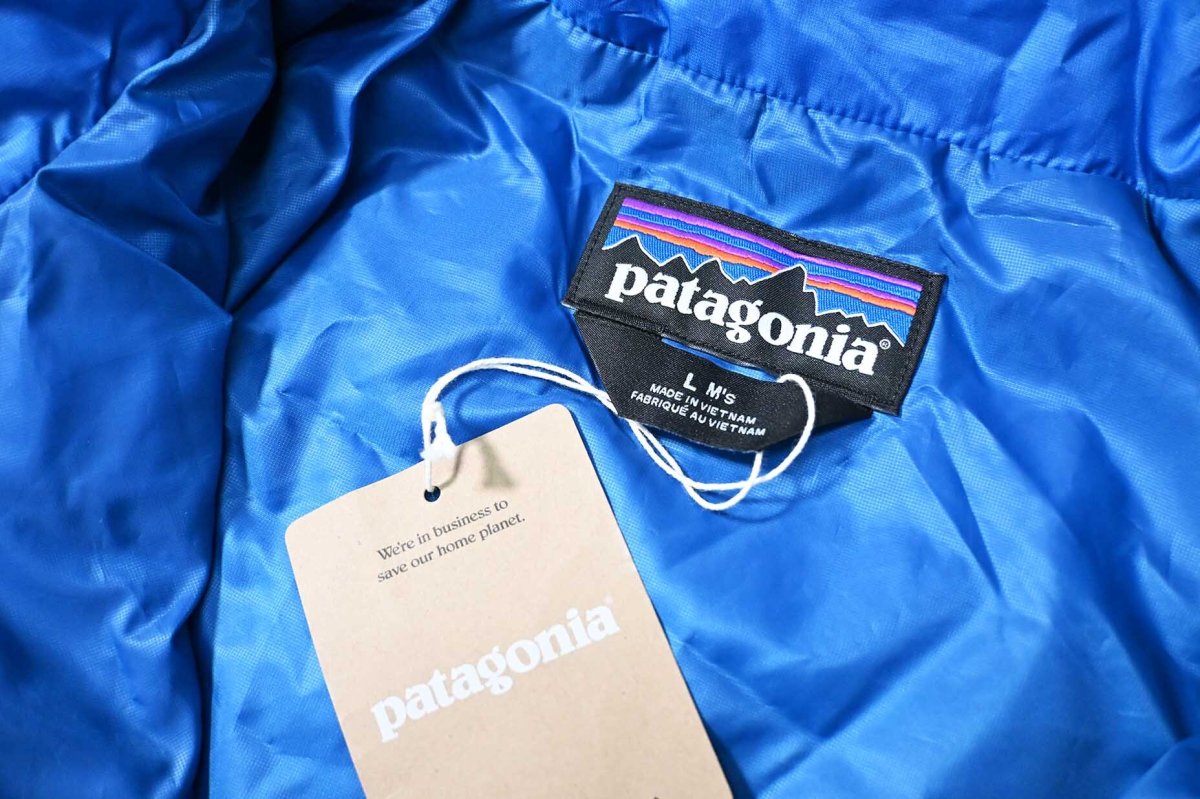 patagonia®
L M'S
MADE IN VIETNAM
FABRIQUÉ AU VIETNAM
We're in business to
save our home planet.
patagonia®